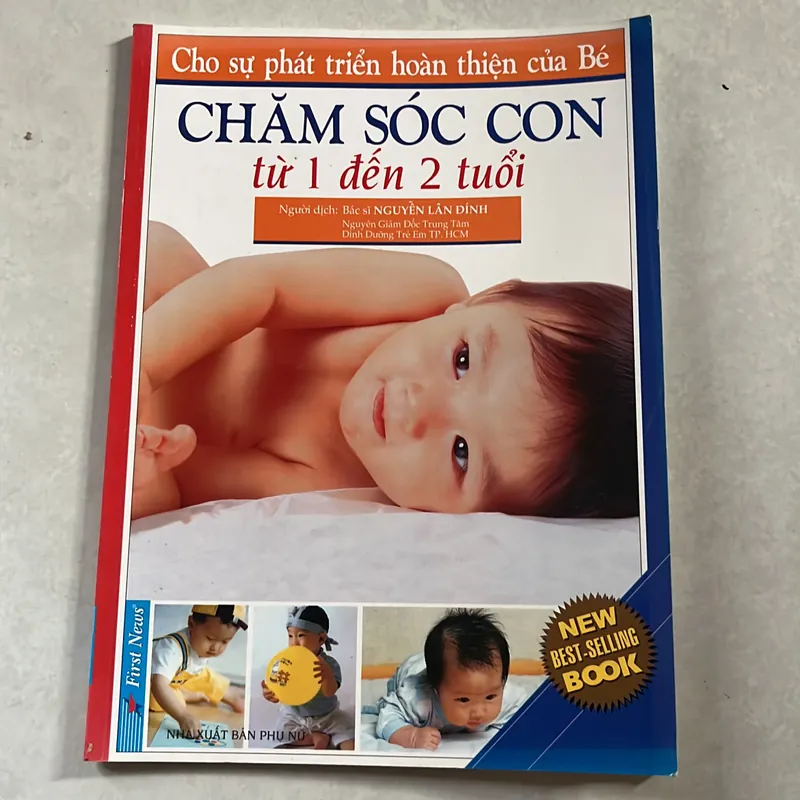 Cho sự phát triển hoàn thiện của Bé
CHĂM SÓC CON
từ 1 đến 2 tuổi
Người dịch: Bác sĩ NGUYỄN LÂN ĐÍNH
Nguyên Giám Đốc Trung Tâm
Dinh Dưỡng Trẻ Em TP. HCM
First News®
NEW
BEST-SELLING
BOOK
NHÀ XUẤT BẢN PHỤ NỮ